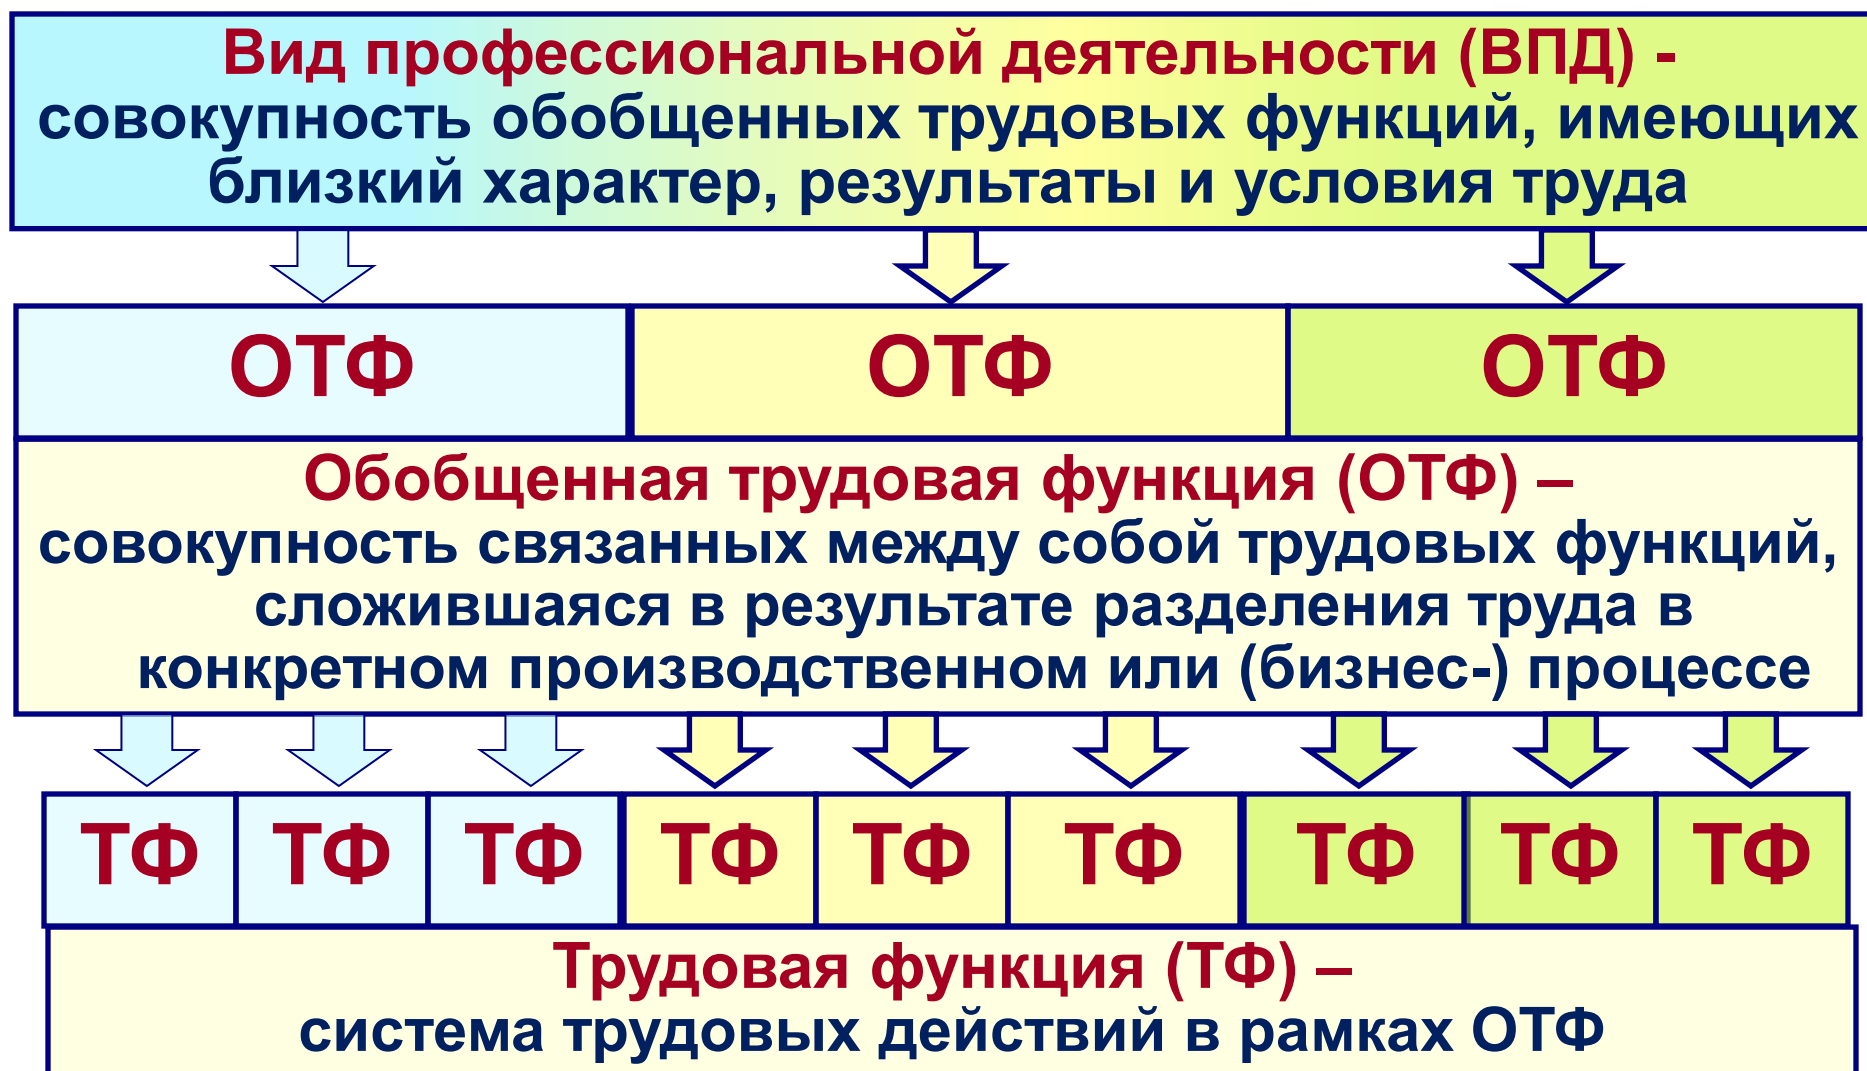 Вид профессиональной деятельности (ВПД) -
совокупность обобщенных трудовых функций, имеющих
близкий характер, результаты и условия труда
ОТФ ОТФ ОТФ
Обобщенная трудовая функция (ОТФ) –
совокупность связанных между собой трудовых функций,
сложившаяся в результате разделения труда в
конкретном производственном или (бизнес-) процессе
ТФ ТФ ТФ ТФ ТФ ТФ ТФ ТФ ТФ
Трудовая функция (ТФ) –
система трудовых действий в рамках ОТФ